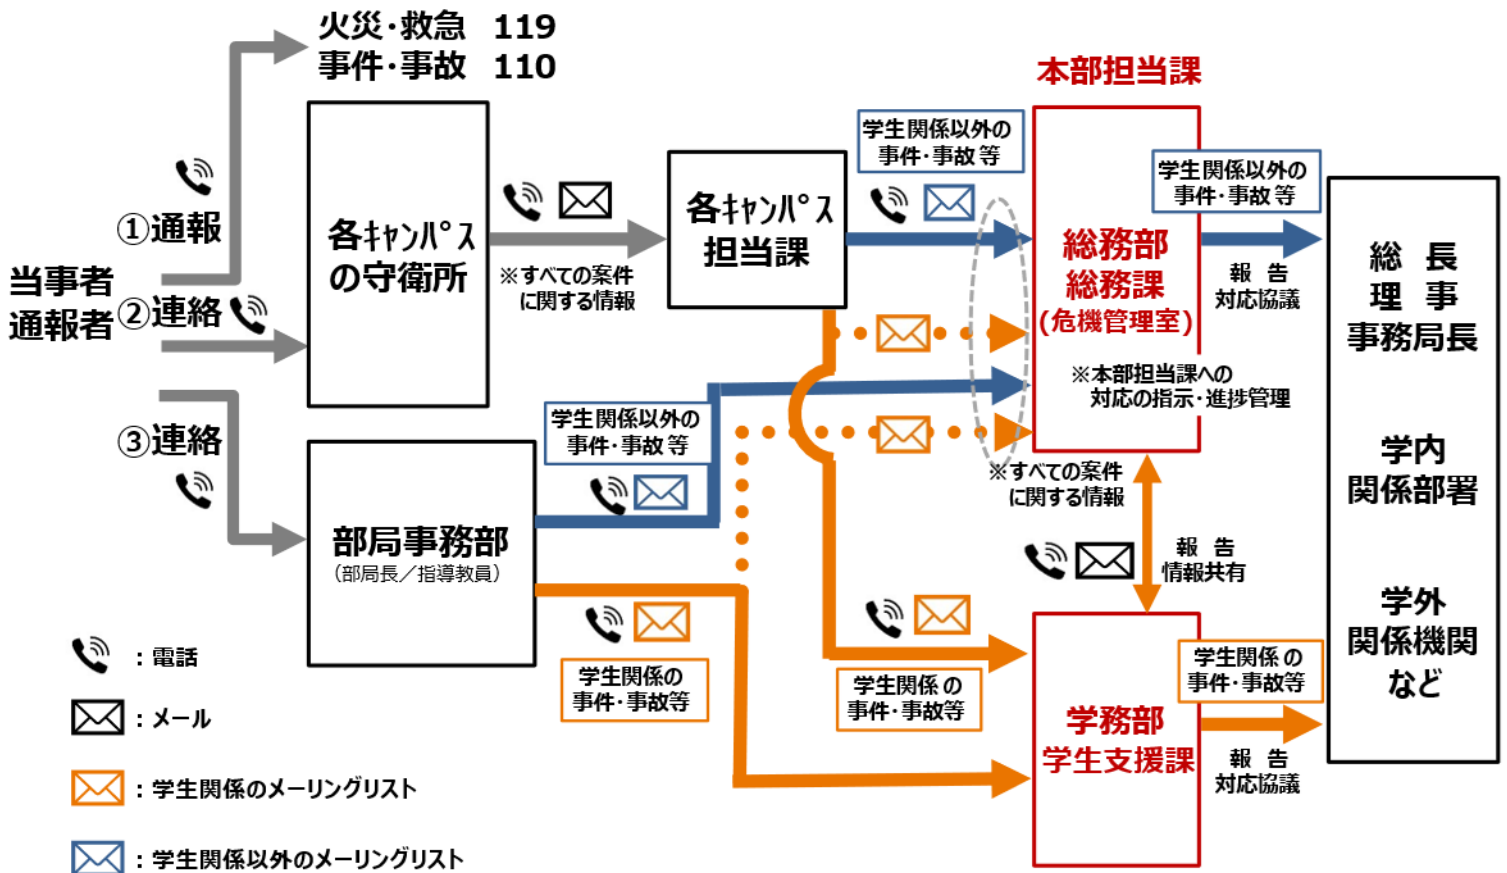 火災・救急 119
事件・事故 110
①通報
当事者
通報者
②連絡
③連絡
各ｷｬﾝﾊﾟｽ
の守衛所
※すべての案件
に関する情報
各ｷｬﾝﾊﾟｽ
担当課
部局事務部
（部局長／指導教員）
学生関係以外の
事件・事故等
学生関係以外の
事件・事故等
学生関係の
事件・事故等
学生関係の
事件・事故等
本部担当課
総務部
総務課
(危機管理室)
※本部担当課への
対応の指示・進捗管理
※すべての案件
に関する情報
報告
情報共有
学務部
学生支援課
学生関係以外の
事件・事故等
報告
対応協議
学生関係の
事件・事故等
報告
対応協議
総長
理事
事務局長
学内
関係部署
学外
関係機関
など
：電話
：メール
：学生関係のメーリングリスト
：学生関係以外のメーリングリスト